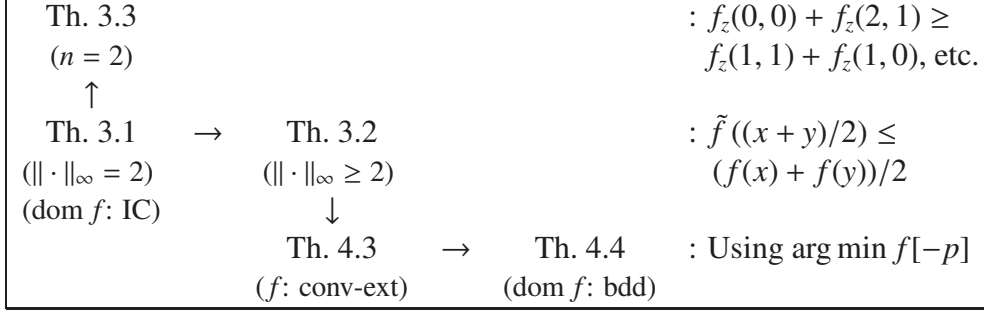 Th. 3.3 : f_z(0, 0) + f_z(2, 1) ≥
(n = 2) f_z(1, 1) + f_z(1, 0), etc.
↑
Th. 3.1 → Th. 3.2 : f̃ ((x + y)/2) ≤
(‖ · ‖∞ = 2) (‖ · ‖∞ ≥ 2) (f(x) + f(y))/2
(dom f: IC) ↓
Th. 4.3 → Th. 4.4 : Using arg min f[−p]
(f: conv-ext) (dom f: bdd)